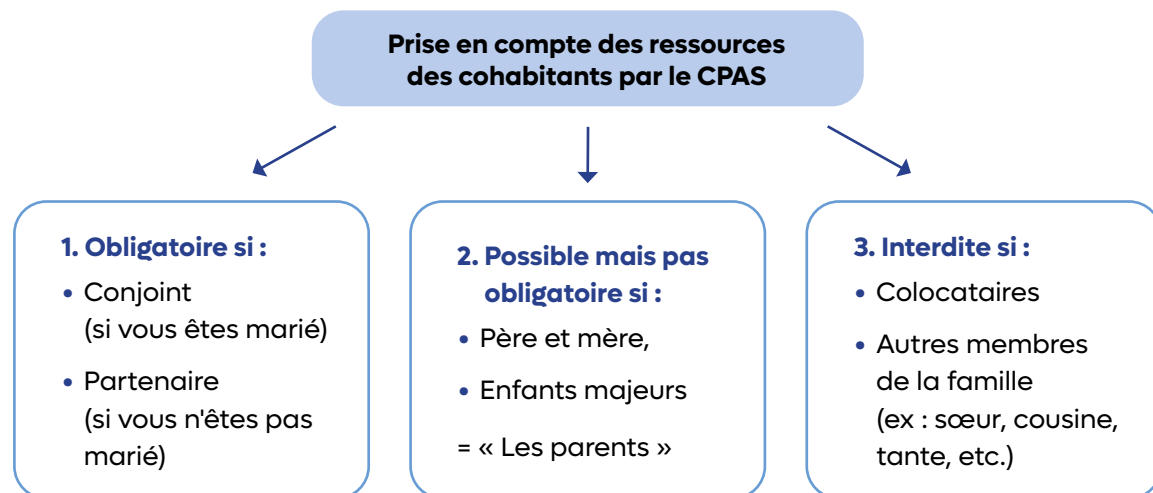 Prise en compte des ressources
des cohabitants par le CPAS
1. Obligatoire si :
• Conjoint
(si vous êtes marié)
• Partenaire
(si vous n'êtes pas
marié)
2. Possible mais pas
obligatoire si :
• Père et mère,
• Enfants majeurs
= « Les parents »
3. Interdite si :
• Colocataires
• Autres membres
de la famille
(ex : sœur, cousine,
tante, etc.)